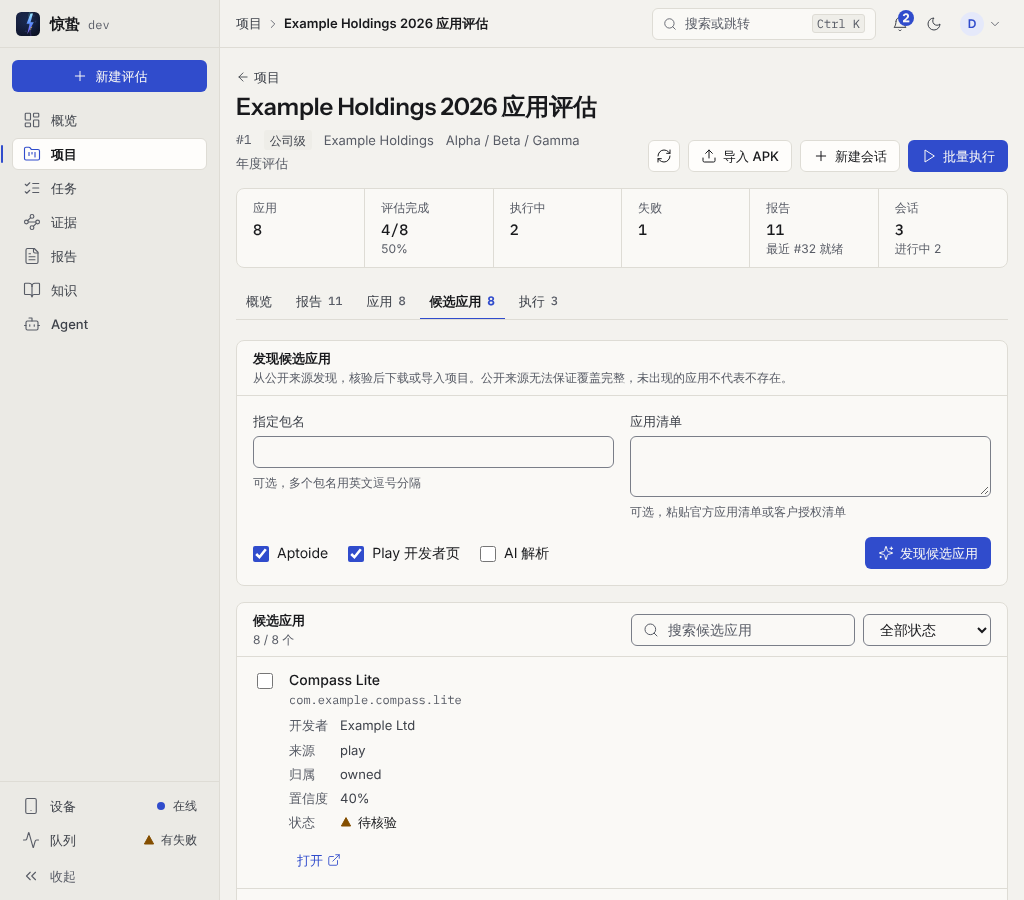 惊蛰 dev
项目 > Example Holdings 2026 应用评估
搜索或跳转 Ctrl K
2
D
新建评估
概览
项目
任务
证据
报告
知识
Agent
设备 在线
队列 有失败
收起
项目
Example Holdings 2026 应用评估
#1 公司级 Example Holdings Alpha / Beta / Gamma
年度评估
导入 APK
新建会话
批量执行
应用
8
评估完成
4/8
50%
执行中
2
失败
1
报告
11
最近 #32 就绪
会话
3
进行中 2
概览 报告 11 应用 8 候选应用 8 执行 3
发现候选应用
从公开来源发现，核验后下载或导入项目。公开来源无法保证覆盖完整，未出现的应用不代表不存在。
指定包名
可选，多个包名用英文逗号分隔
应用清单
可选，粘贴官方应用清单或客户授权清单
Aptoide Play 开发者页 AI 解析
发现候选应用
候选应用
8 / 8 个
搜索候选应用
全部状态
Compass Lite
com.example.compass.lite
开发者 Example Ltd
来源 play
归属 owned
置信度 40%
状态 待核验
打开